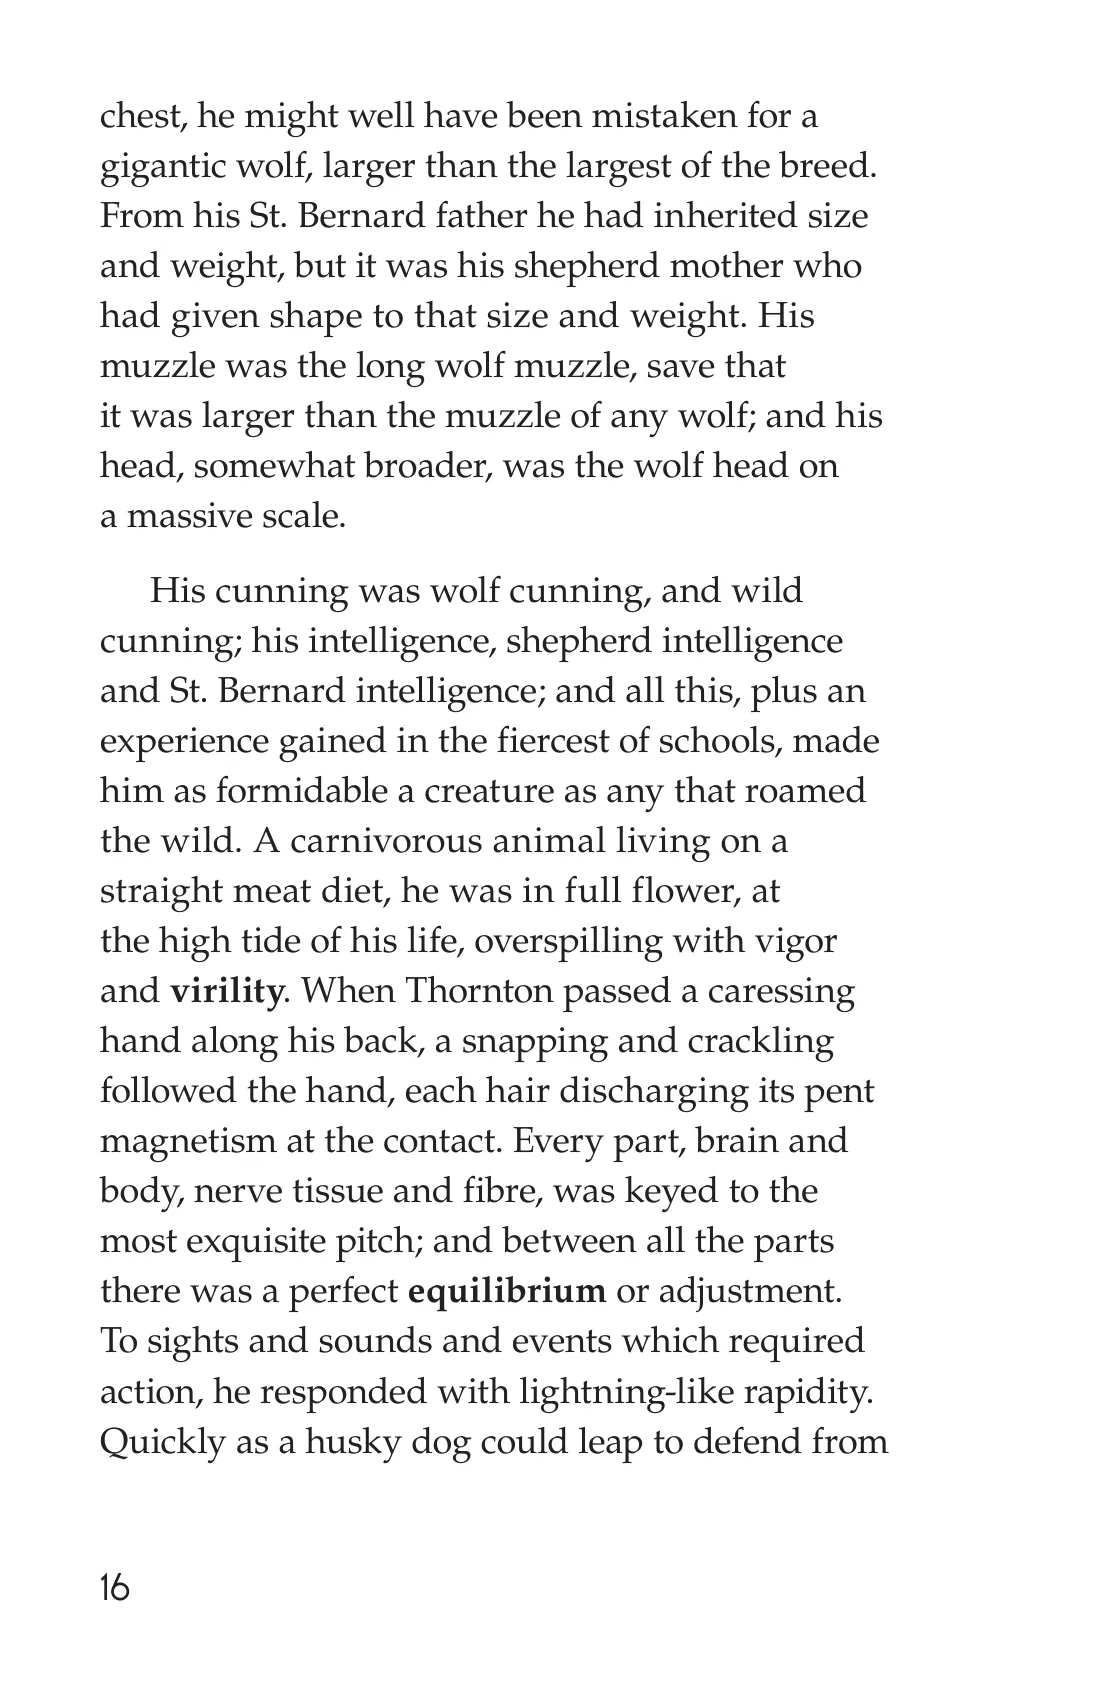 chest, he might well have been mistaken for a
gigantic wolf, larger than the largest of the breed.
From his St. Bernard father he had inherited size
and weight, but it was his shepherd mother who
had given shape to that size and weight. His
muzzle was the long wolf muzzle, save that
it was larger than the muzzle of any wolf; and his
head, somewhat broader, was the wolf head on
a massive scale.
His cunning was wolf cunning, and wild
cunning; his intelligence, shepherd intelligence
and St. Bernard intelligence; and all this, plus an
experience gained in the fiercest of schools, made
him as formidable a creature as any that roamed
the wild. A carnivorous animal living on a
straight meat diet, he was in full flower, at
the high tide of his life, overspilling with vigor
and virility. When Thornton passed a caressing
hand along his back, a snapping and crackling
followed the hand, each hair discharging its pent
magnetism at the contact. Every part, brain and
body, nerve tissue and fibre, was keyed to the
most exquisite pitch; and between all the parts
there was a perfect equilibrium or adjustment.
To sights and sounds and events which required
action, he responded with lightning-like rapidity.
Quickly as a husky dog could leap to defend from
16